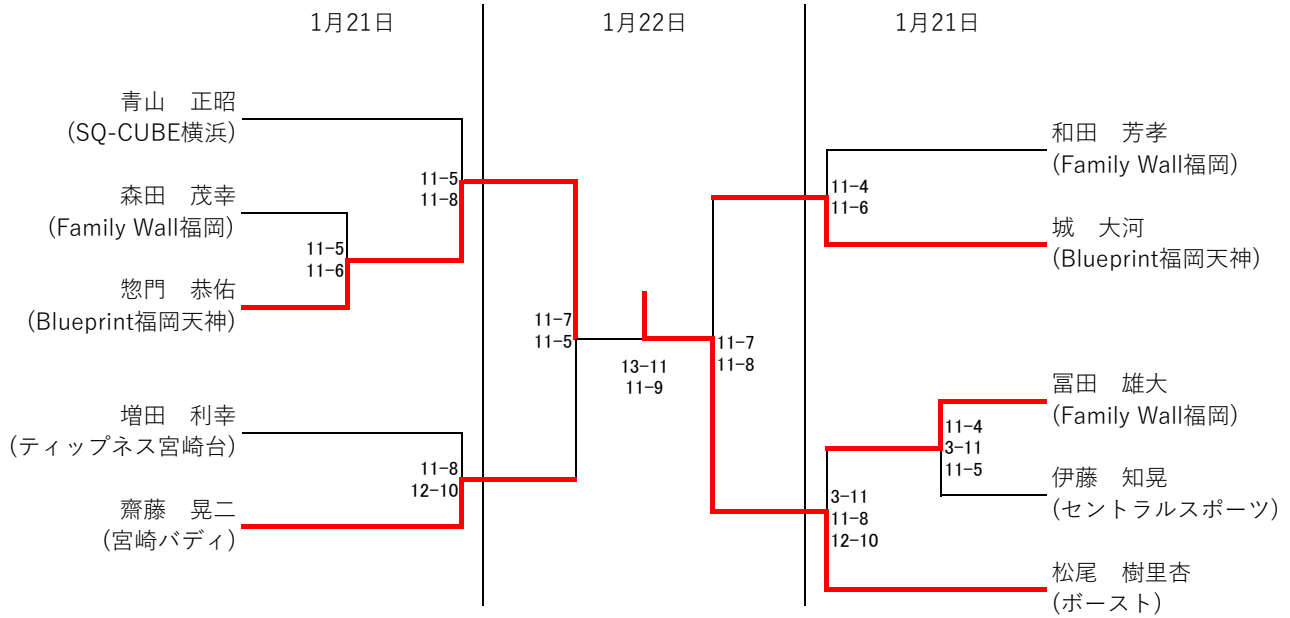 1月21日
1月22日
1月21日
青山　正昭
(SQ-CUBE横浜)
森田　茂幸
(Family Wall福岡)
惣門　恭佑
(Blueprint福岡天神)
増田　利幸
(ティップネス宮崎台)
齋藤　晃二
(宮崎バディ)
11-5
11-8
11-5
11-6
11-8
12-10
11-7
11-5
13-11
11-9
11-7
11-8
11-4
11-6
11-4
3-11
11-5
3-11
11-8
12-10
和田　芳孝
(Family Wall福岡)
城　大河
(Blueprint福岡天神)
冨田　雄大
(Family Wall福岡)
伊藤　知晃
(セントラルスポーツ)
松尾　樹里杏
(ボースト)